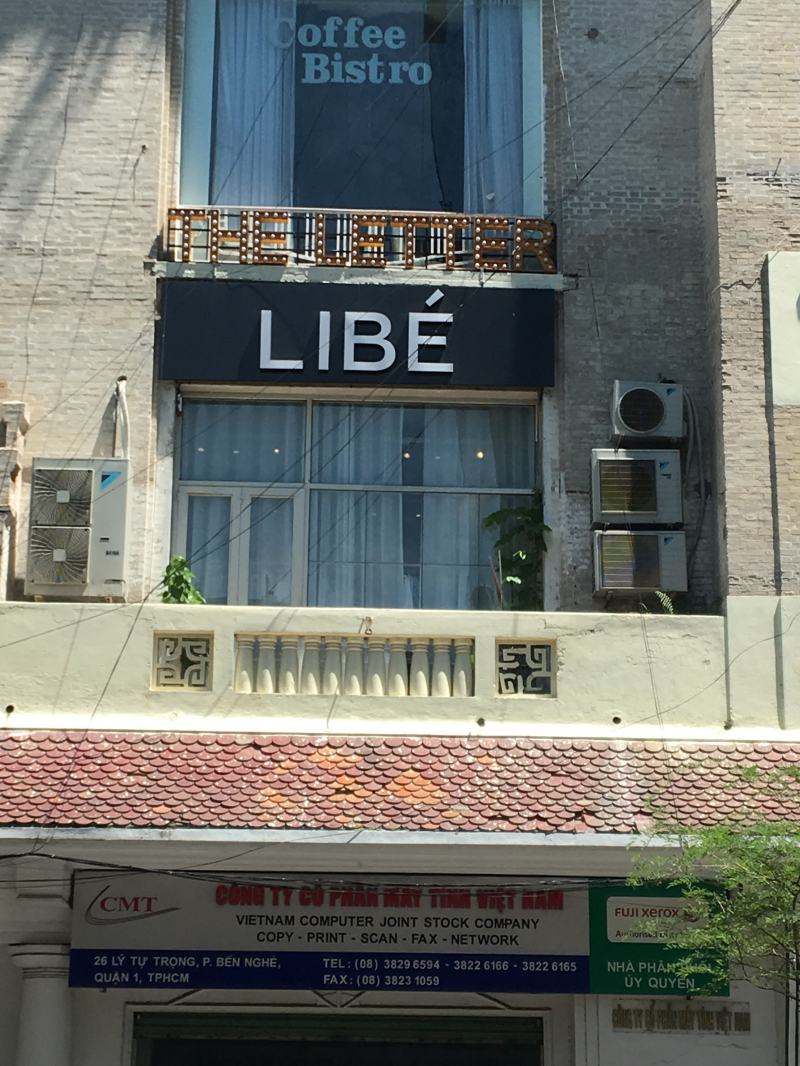 Coffee
Bistro
THE LETTER
LIBÉ
CMT
CÔNG TY CỔ PHẦN MÁY TÍNH VIỆT NAM
VIETNAM COMPUTER JOINT STOCK COMPANY
COPY - PRINT - SCAN - FAX - NETWORK
26 LÝ TỰ TRỌNG, P. BẾN NGHÉ,
QUẬN 1, TPHCM
TEL: (08) 3829 6594 - 3822 6166 - 3822 6165
FAX: (08) 3823 1059
FUJI xerox
Authorised
NHÀ PHÂN PHỐI
ỦY QUYỀN
CÔNG TY CỔ PHẦN MÁY TÍNH VIỆT NAM